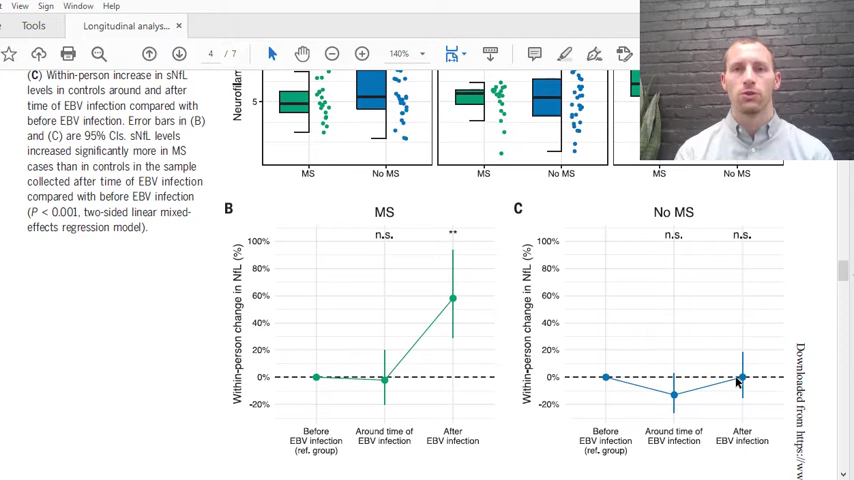 Show Sign Window Help
Tools Longitudinal analys... ×
4 / 7 140%
(C) Within-person increase in sNfL
levels in controls around and after
time of EBV infection compared with
before EBV infection. Error bars in (B)
and (C) are 95% CIs. sNfL levels
increased significantly more in MS
cases than in controls in the sample
collected after time of EBV infection
compared with before EBV infection
(P < 0.001, two-sided linear mixed-
effects regression model).
5
MS No MS MS No MS MS
B MS
n.s. **
Within-person change in NfL (%)
100%
80%
60%
40%
20%
0%
-20%
Before
EBV infection
(ref. group)
Around time of
EBV infection
After
EBV infection
C No MS
n.s. n.s.
Within-person change in NfL (%)
100%
80%
60%
40%
20%
0%
-20%
Before
EBV infection
(ref. group)
Around time of
EBV infection
After
EBV infection
Downloaded from https://ww